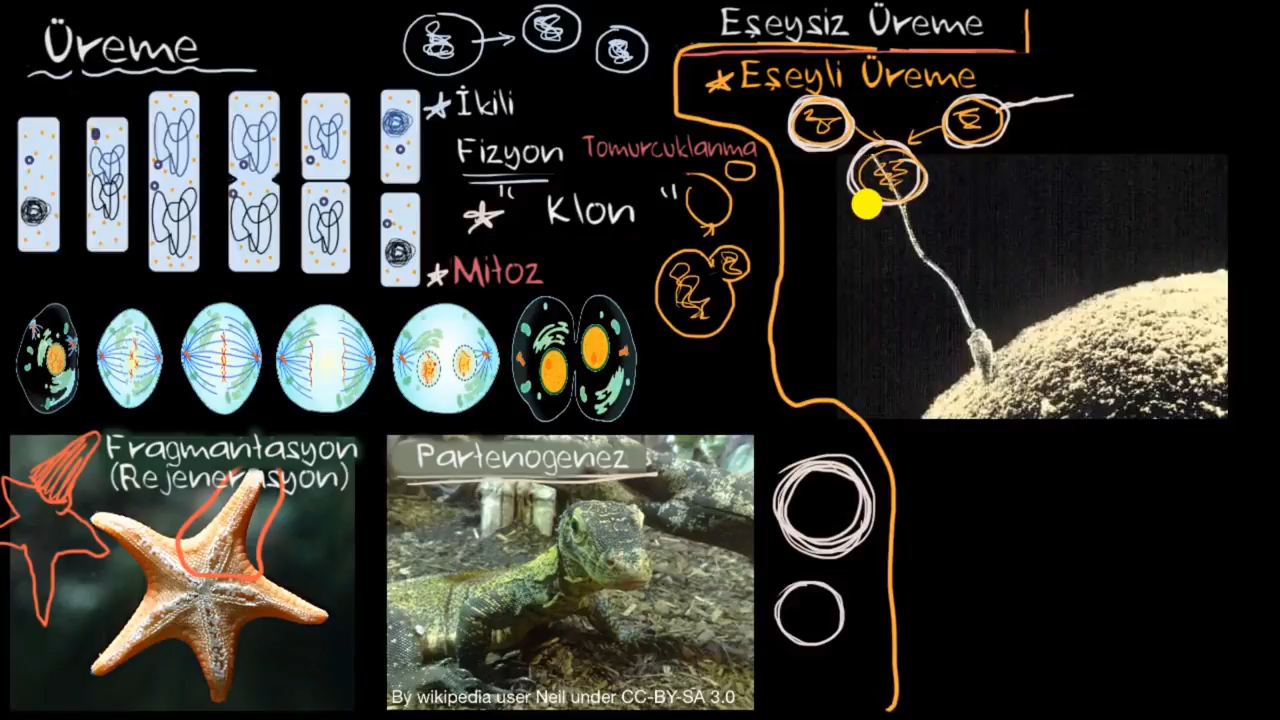 Üreme
Eşeysiz Üreme
Eşeyli Üreme
İkili
Fizyon
Tomurcuklanma
" Klon "
Mitoz
Fragmantasyon
(Rejenerasyon)
Partenogenez
By wikipedia user Neil under CC-BY-SA 3.0